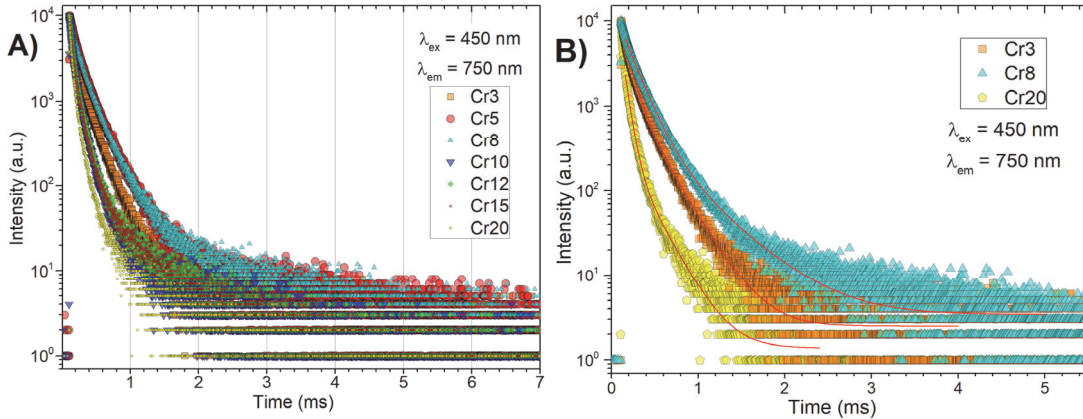 A)
Intensity (a.u.)
10⁴
10³
10²
10¹
10⁰
λex = 450 nm
λem = 750 nm
Cr3
Cr5
Cr8
Cr10
Cr12
Cr15
Cr20
1 2 3 4 5 6 7
Time (ms)
B)
Intensity (a.u.)
10⁴
10³
10²
10¹
10⁰
Cr3
Cr8
Cr20
λex = 450 nm
λem = 750 nm
0 1 2 3 4 5
Time (ms)